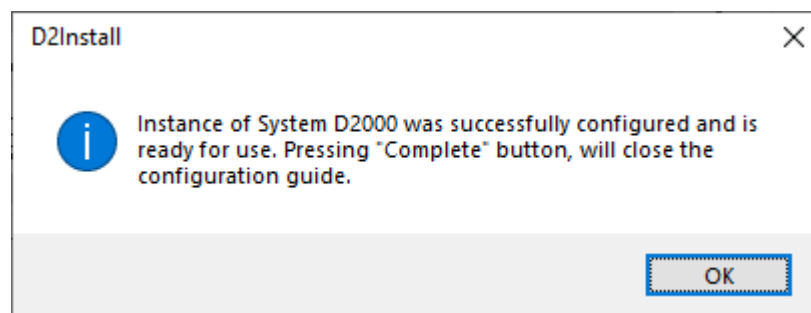 D2Install
Instance of System D2000 was successfully configured and is
ready for use. Pressing "Complete" button, will close the
configuration guide.
OK